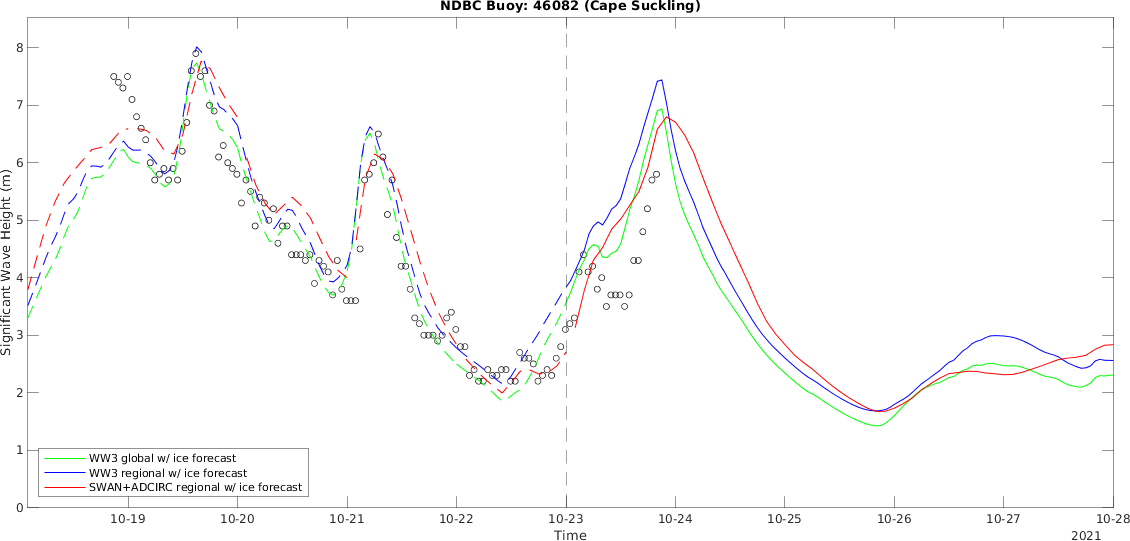 NDBC Buoy: 46082 (Cape Suckling)
8
7
6
5
4
3
2
1
0
Significant Wave Height (m)
WW3 global w/ ice forecast
WW3 regional w/ ice forecast
SWAN+ADCIRC regional w/ ice forecast
10-19 10-20 10-21 10-22 10-23 10-24 10-25 10-26 10-27 10-28
Time
2021